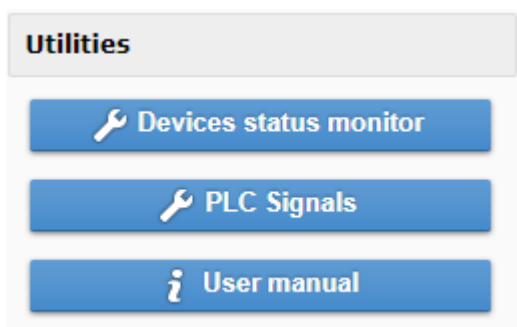 Utilities
Devices status monitor
PLC Signals
User manual